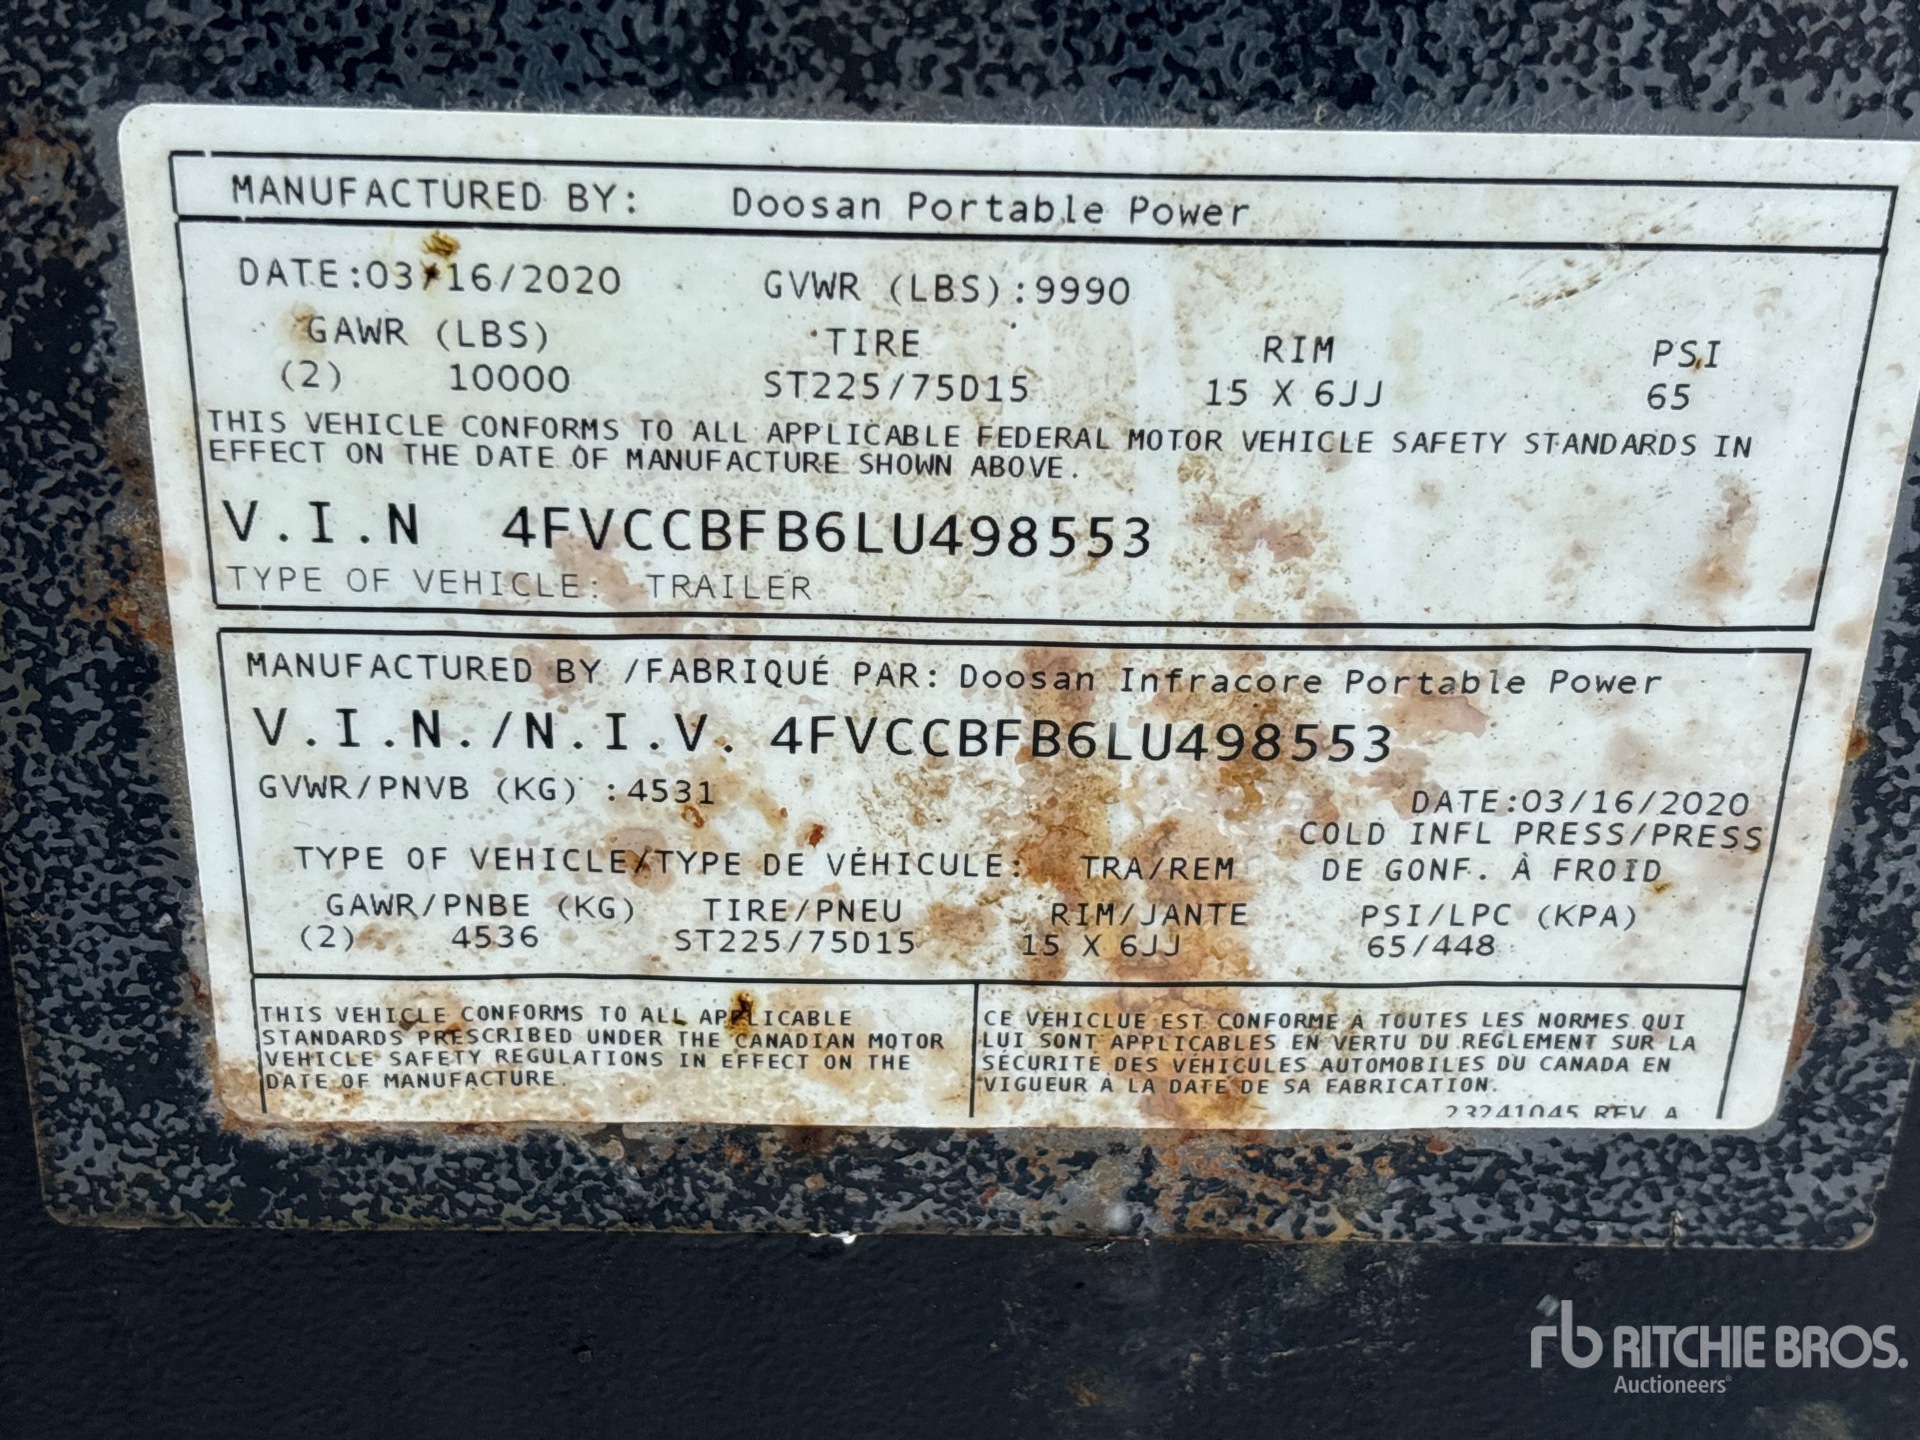 MANUFACTURED BY: Doosan Portable Power
DATE:03/16/2020 GVWR (LBS):9990
GAWR (LBS) TIRE RIM PSI
(2) 10000 ST225/75D15 15 X 6JJ 65
THIS VEHICLE CONFORMS TO ALL APPLICABLE FEDERAL MOTOR VEHICLE SAFETY STANDARDS IN
EFFECT ON THE DATE OF MANUFACTURE SHOWN ABOVE.
V.I.N 4FVCCBFB6LU498553
TYPE OF VEHICLE: TRAILER
MANUFACTURED BY /FABRIQUÉ PAR: Doosan Infracore Portable Power
V.I.N./N.I.V. 4FVCCBFB6LU498553
GVWR/PNVB (KG) :4531
DATE:03/16/2020
COLD INFL PRESS/PRESS
TYPE OF VEHICLE/TYPE DE VÉHICULE: TRA/REM DE GONF. À FROID
GAWR/PNBE (KG) TIRE/PNEU RIM/JANTE PSI/LPC (KPA)
(2) 4536 ST225/75D15 15 X 6JJ 65/448
THIS VEHICLE CONFORMS TO ALL APPLICABLE
STANDARDS PRESCRIBED UNDER THE CANADIAN MOTOR
VEHICLE SAFETY REGULATIONS IN EFFECT ON THE
DATE OF MANUFACTURE.
CE VÉHICLUE EST CONFORME À TOUTES LES NORMES QUI
LUI SONT APPLICABLES EN VERTU DU RÈGLEMENT SUR LA
SÉCURITÉ DES VÉHICULES AUTOMOBILES DU CANADA EN
VIGUEUR À LA DATE DE SA FABRICATION.
23241045 REV A
rb RITCHIE BROS.
Auctioneers